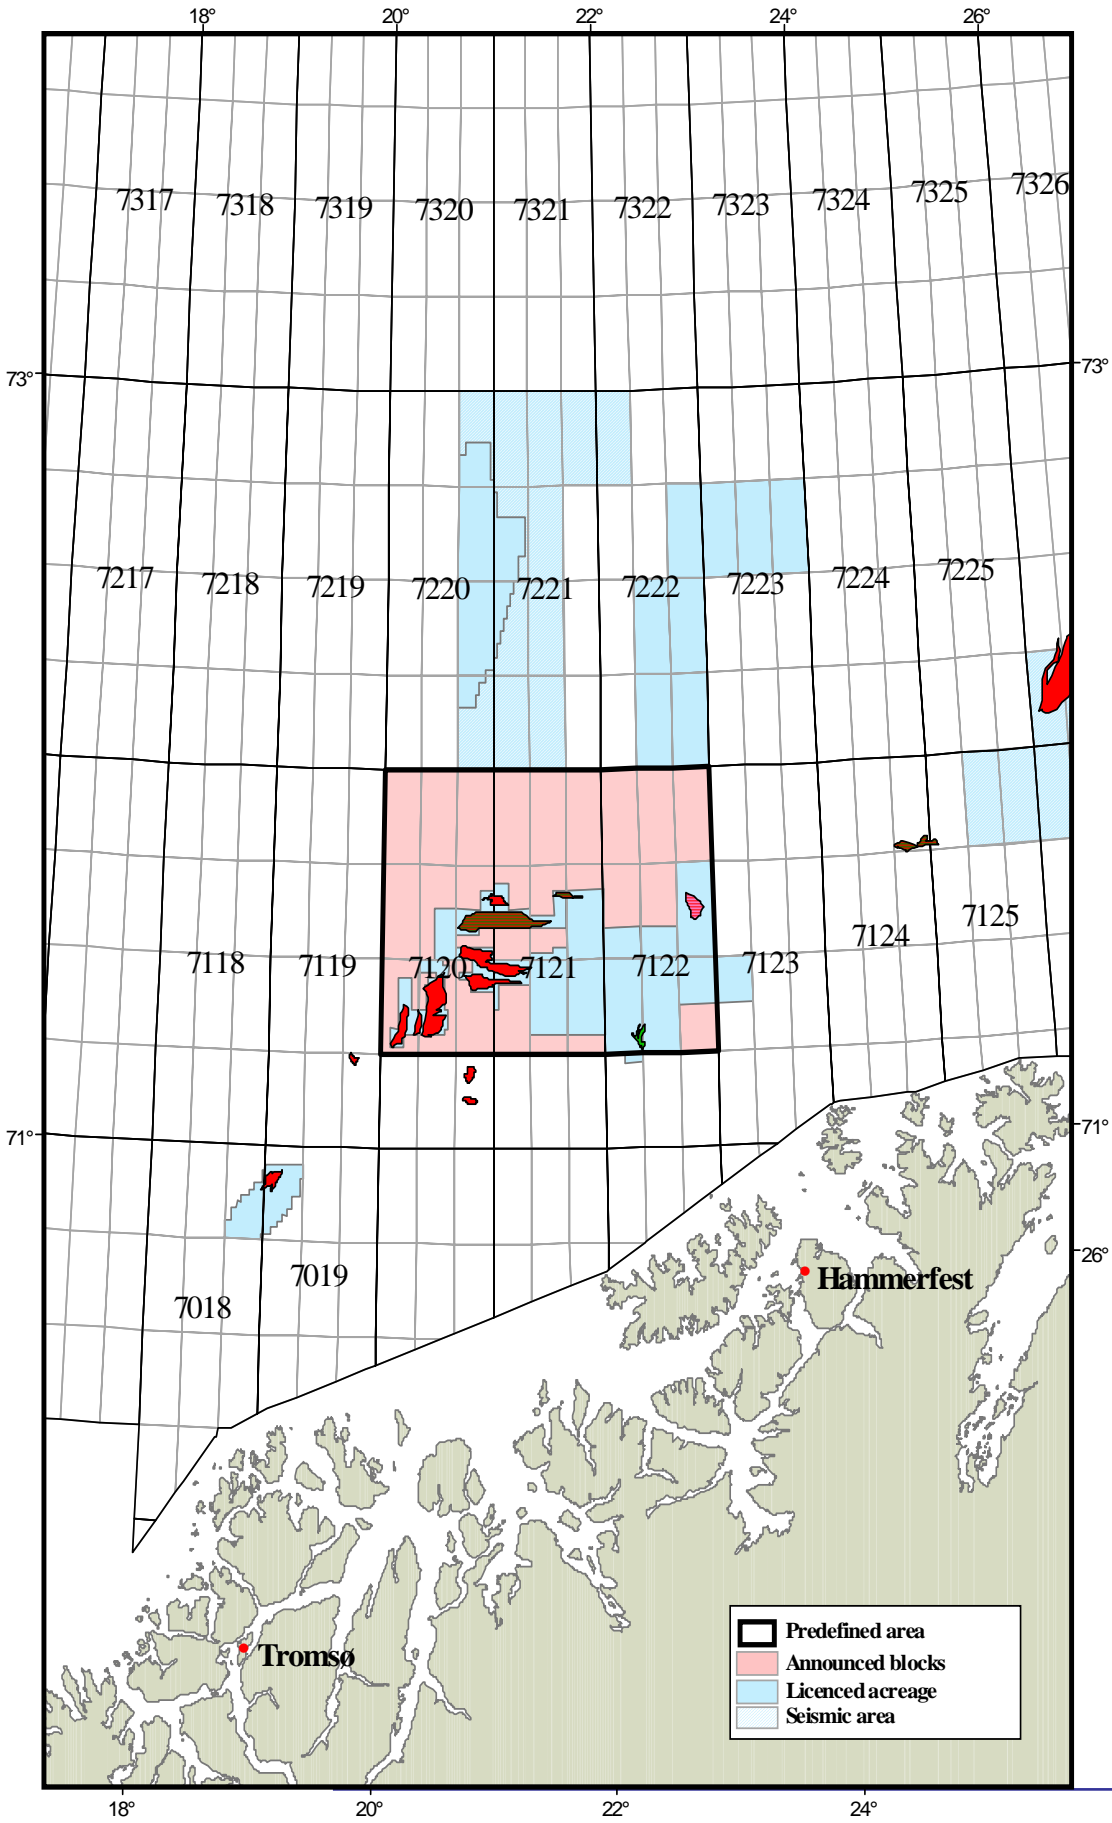 18° 20° 22° 24° 26°
7317 7318 7319 7320 7321 7322 7323 7324 7325 7326
73° 73°
7217 7218 7219 7220 7221 7222 7223 7224 7225
7118 7119 7120 7121 7122 7123 7124 7125
71° 71°
26°
7018 7019
Hammerfest
Tromsø
Predefined area
Announced blocks
Licenced acreage
Seismic area
18° 20° 22° 24°